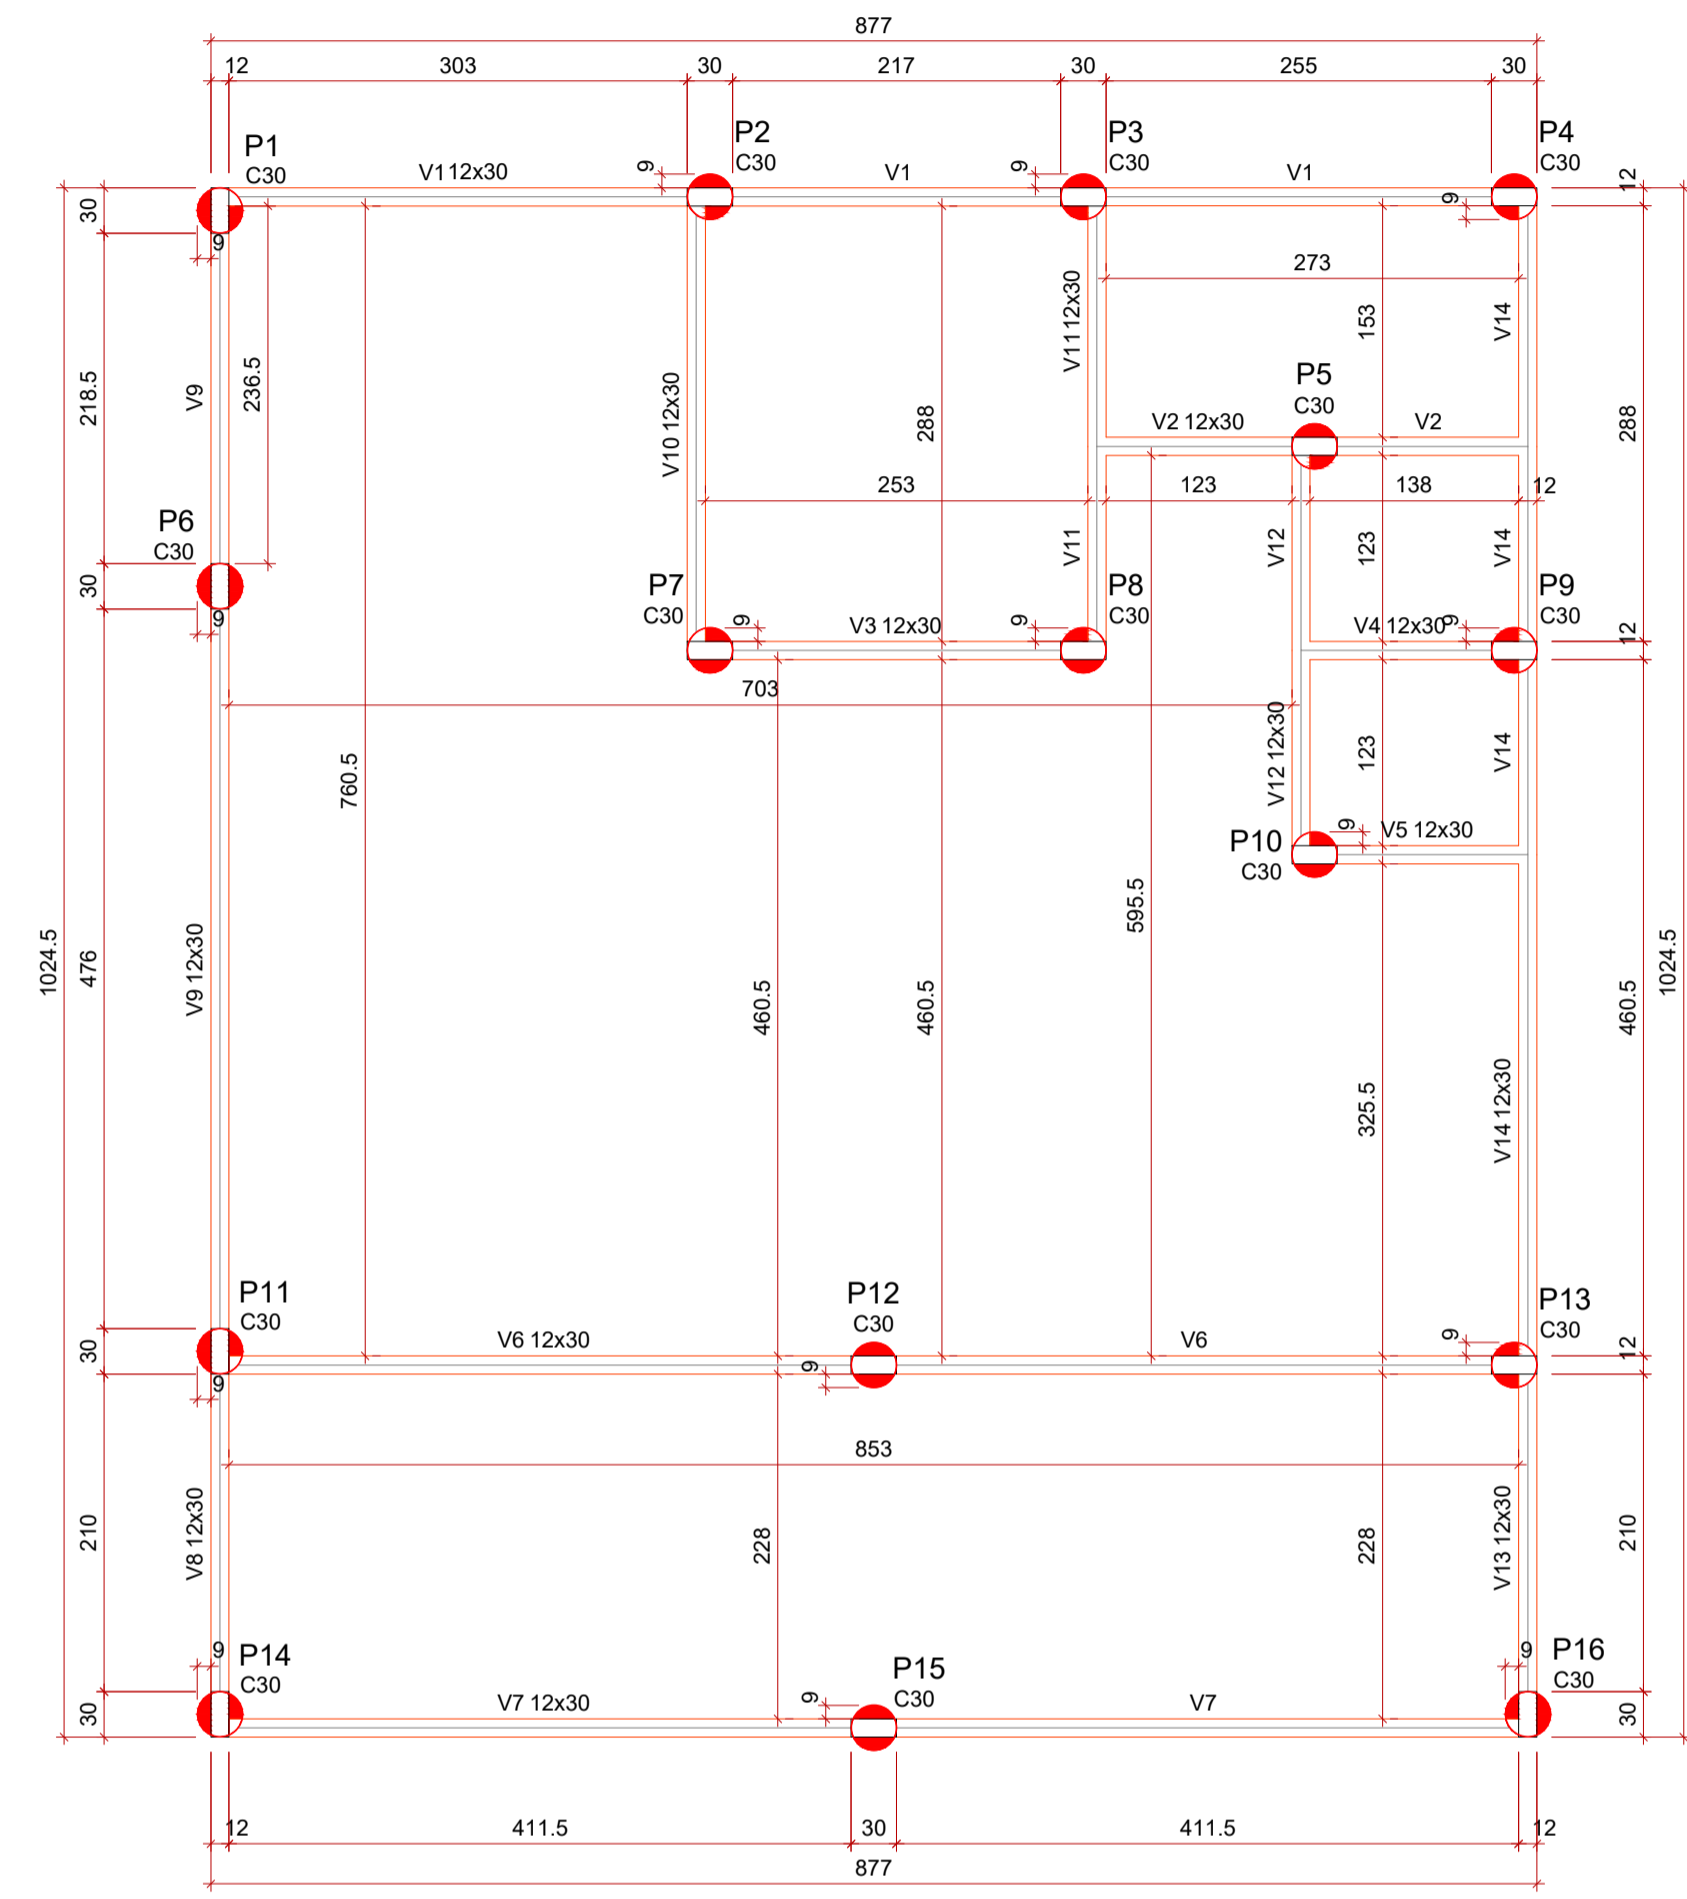 877
12 303 30 217 30 255 30
P1
C30
P2
C30
P3
C30
P4
C30
V1 12x30
V1
V1
9
9
9
12
30
9
273
V9
218.5
236.5
V10 12x30
288
V11 12x30
153
V14
288
P5
C30
V2 12x30
V2
253
123
138
12
P6
C30
30
9
V11
V12
123
V14
P7
C30
P8
C30
P9
C30
9
V3 12x30
9
V4 12x30
9
12
703
760.5
V12 12x30
123
V14
P10
C30
9
V5 12x30
1024.5
476
V9 12x30
460.5
460.5
595.5
325.5
V14 12x30
460.5
1024.5
P11
C30
P12
C30
P13
C30
30
9
V6 12x30
9
V6
9
12
853
210
V8 12x30
228
228
V13 12x30
210
9
P14
C30
P15
C30
9
P16
C30
30
V7 12x30
9
V7
30
12 411.5 30 411.5 12
877